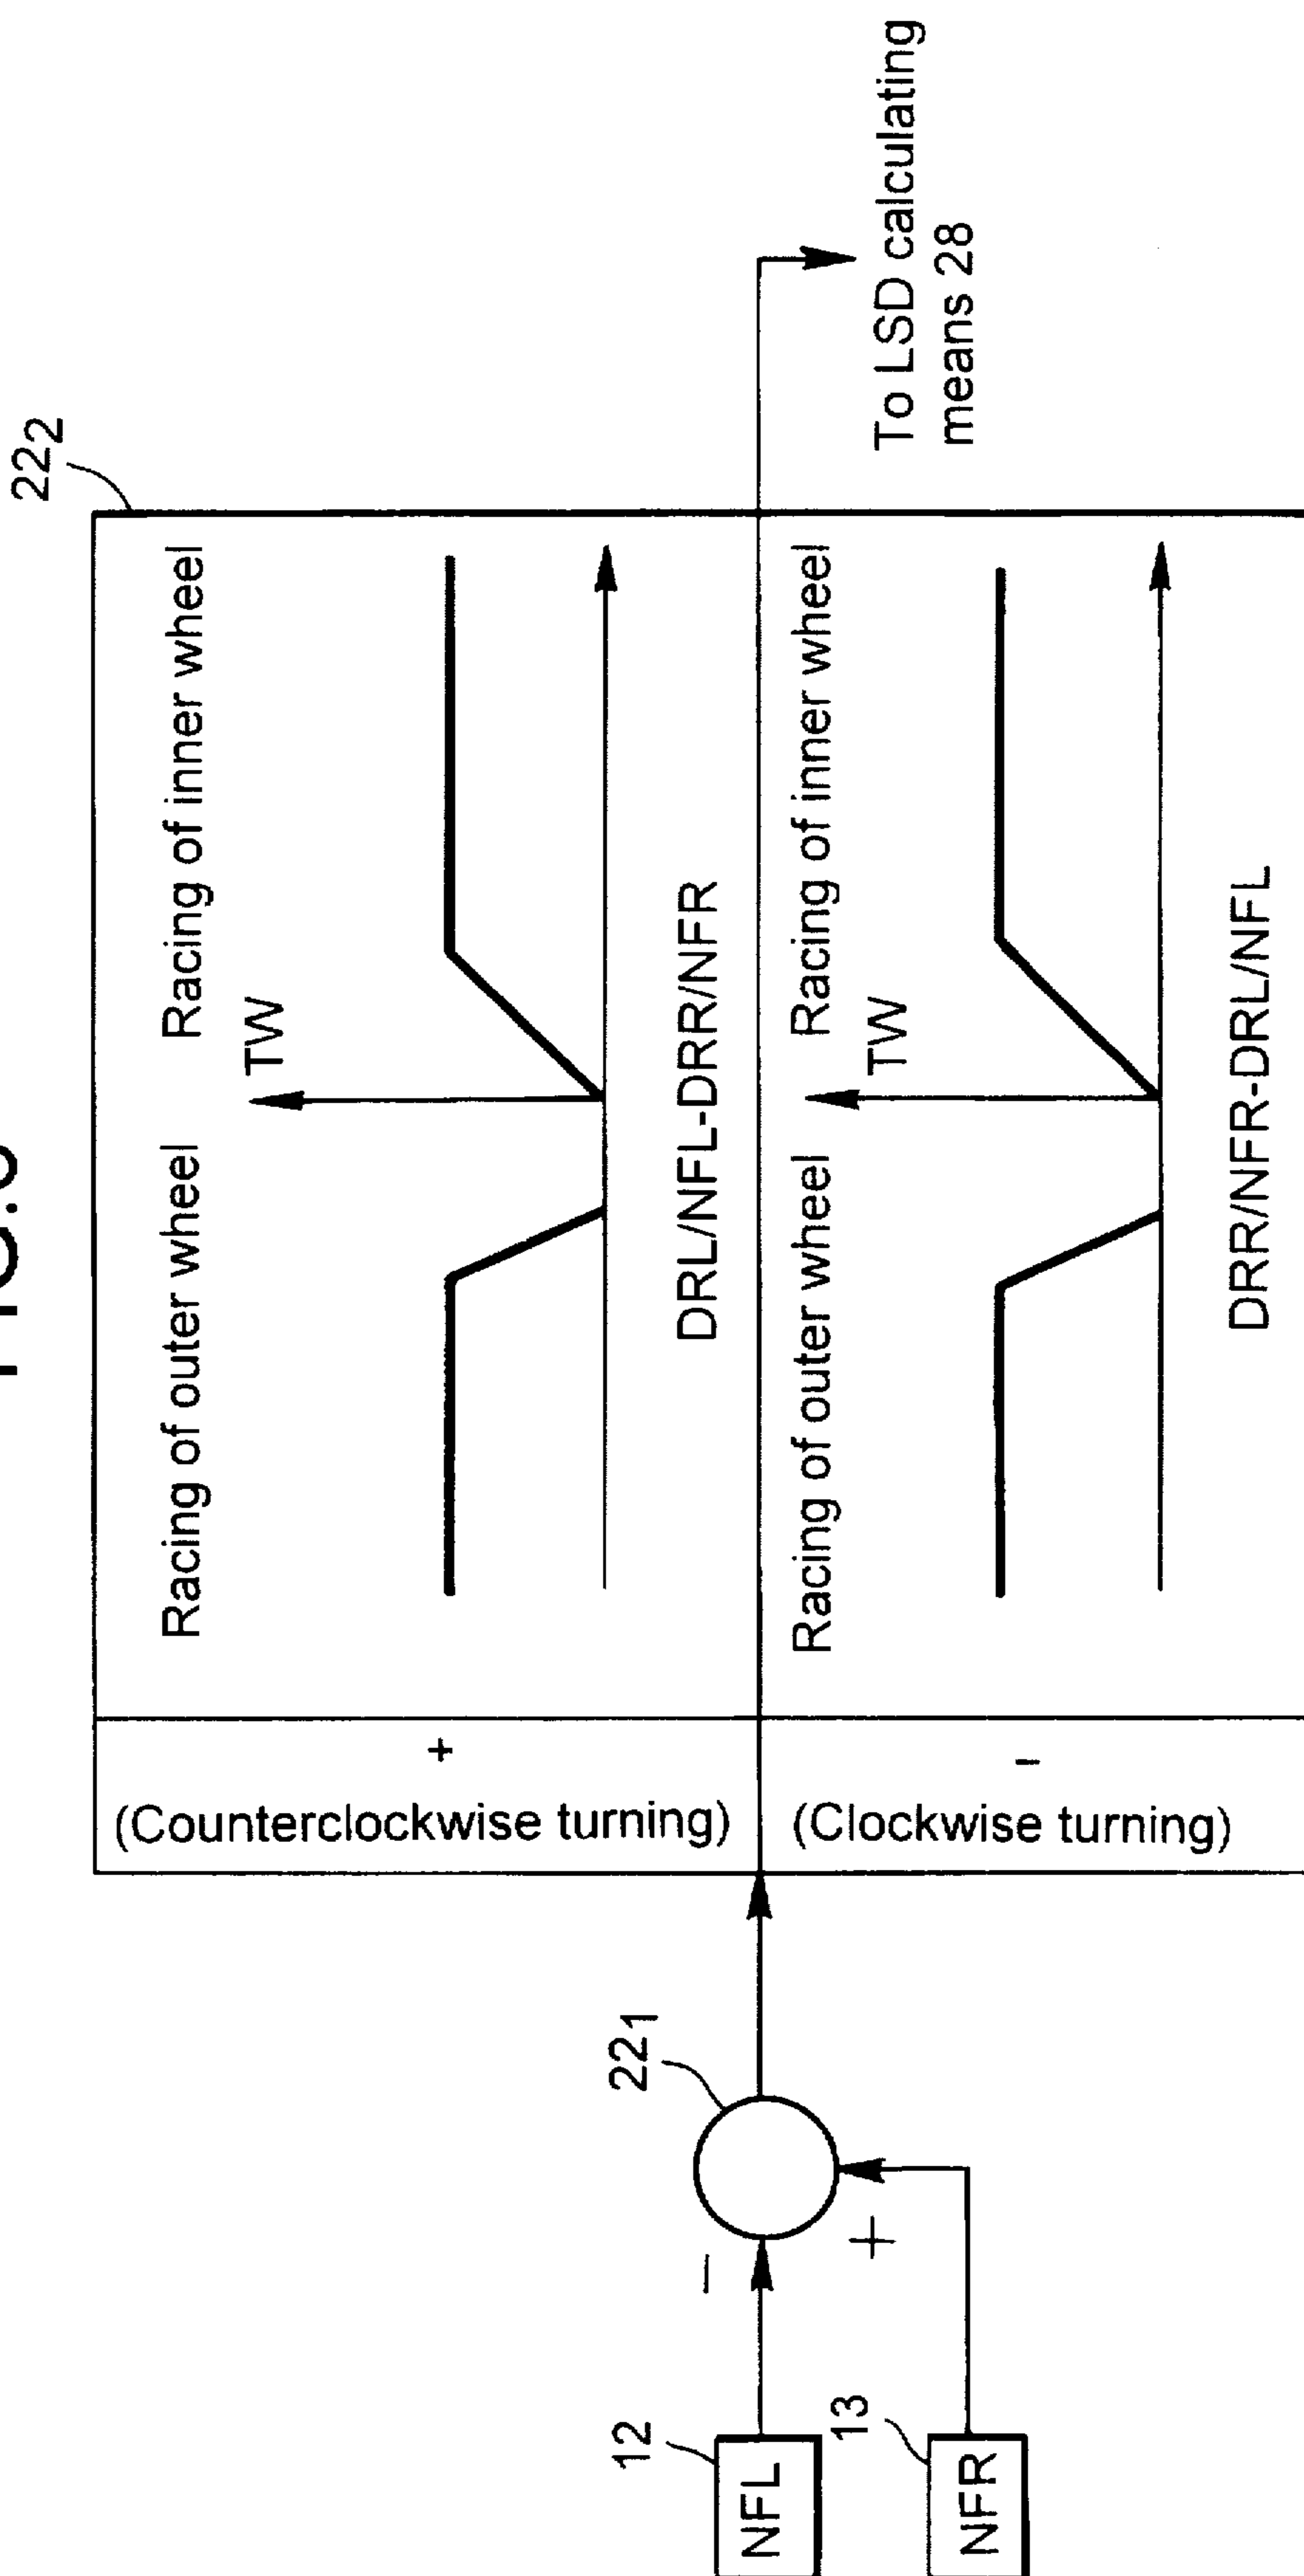 22₂
Racing of outer wheel
Racing of inner wheel
TW
+
(Counterclockwise turning)
DRL/NFL-DRR/NFR
Racing of outer wheel
Racing of inner wheel
TW
-
(Clockwise turning)
DRR/NFR-DRL/NFL
To LSD calculating
means 28
22₁
−
+
12
NFL
13
NFR